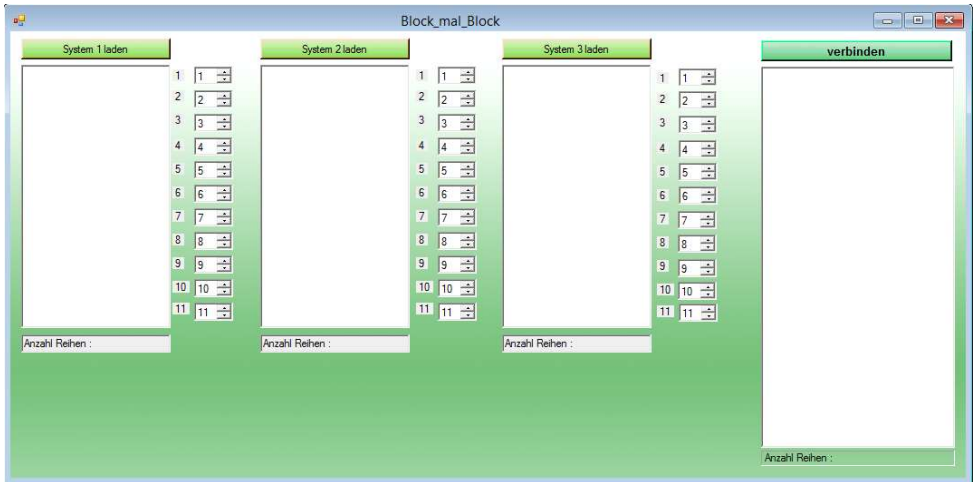 Block_mal_Block
System 1 laden
System 2 laden
System 3 laden
verbinden
1 1 1 1 1 1
2 2 2 2 2 2
3 3 3 3 3 3
4 4 4 4 4 4
5 5 5 5 5 5
6 6 6 6 6 6
7 7 7 7 7 7
8 8 8 8 8 8
9 9 9 9 9 9
10 10 10 10 10 10
11 11 11 11 11 11
Anzahl Reihen :
Anzahl Reihen :
Anzahl Reihen :
Anzahl Reihen :